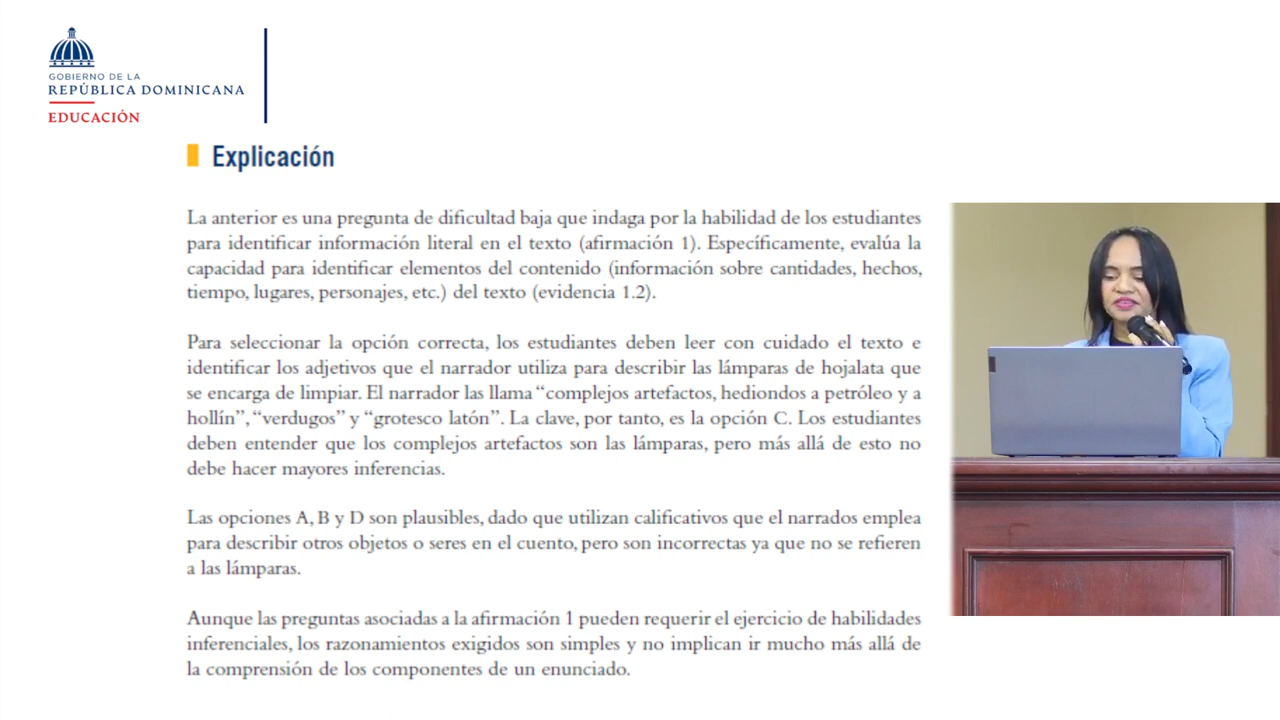 GOBIERNO DE LA
REPÚBLICA DOMINICANA
EDUCACIÓN
Explicación
La anterior es una pregunta de dificultad baja que indaga por la habilidad de los estudiantes
para identificar información literal en el texto (afirmación 1). Específicamente, evalúa la
capacidad para identificar elementos del contenido (información sobre cantidades, hechos,
tiempo, lugares, personajes, etc.) del texto (evidencia 1.2).
Para seleccionar la opción correcta, los estudiantes deben leer con cuidado el texto e
identificar los adjetivos que el narrador utiliza para describir las lámparas de hojalata que
se encarga de limpiar. El narrador las llama “complejos artefactos, hediondos a petróleo y a
hollín”, “verdugos” y “grotesco latón”. La clave, por tanto, es la opción C. Los estudiantes
deben entender que los complejos artefactos son las lámparas, pero más allá de esto no
debe hacer mayores inferencias.
Las opciones A, B y D son plausibles, dado que utilizan calificativos que el narrados emplea
para describir otros objetos o seres en el cuento, pero son incorrectas ya que no se refieren
a las lámparas.
Aunque las preguntas asociadas a la afirmación 1 pueden requerir el ejercicio de habilidades
inferenciales, los razonamientos exigidos son simples y no implican ir mucho más allá de
la comprensión de los componentes de un enunciado.